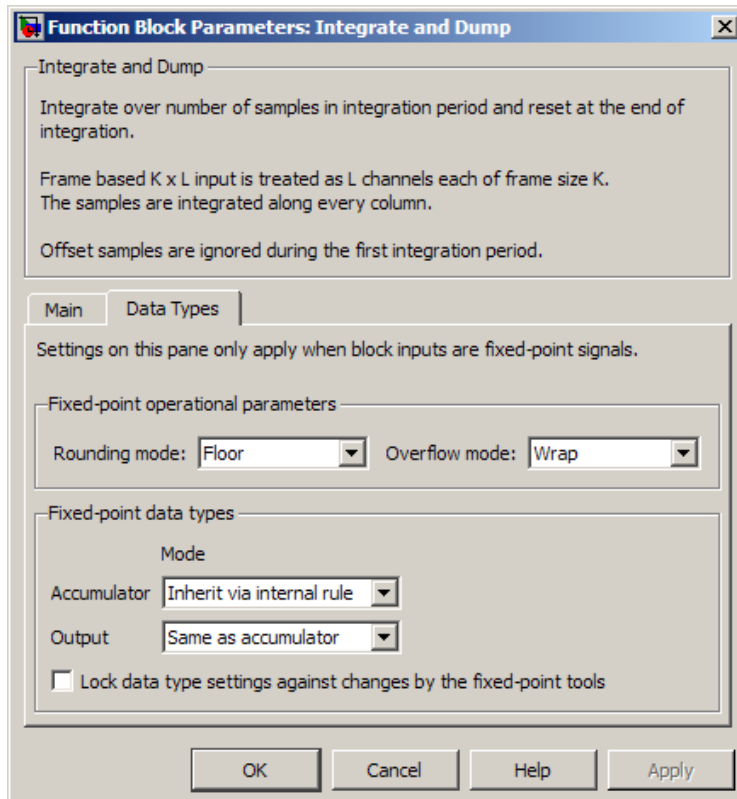 Function Block Parameters: Integrate and Dump
Integrate and Dump
Integrate over number of samples in integration period and reset at the end of
integration.
Frame based K x L input is treated as L channels each of frame size K.
The samples are integrated along every column.
Offset samples are ignored during the first integration period.
Main Data Types
Settings on this pane only apply when block inputs are fixed-point signals.
Fixed-point operational parameters
Rounding mode: Floor Overflow mode: Wrap
Fixed-point data types
Mode
Accumulator Inherit via internal rule
Output Same as accumulator
Lock data type settings against changes by the fixed-point tools
OK Cancel Help Apply